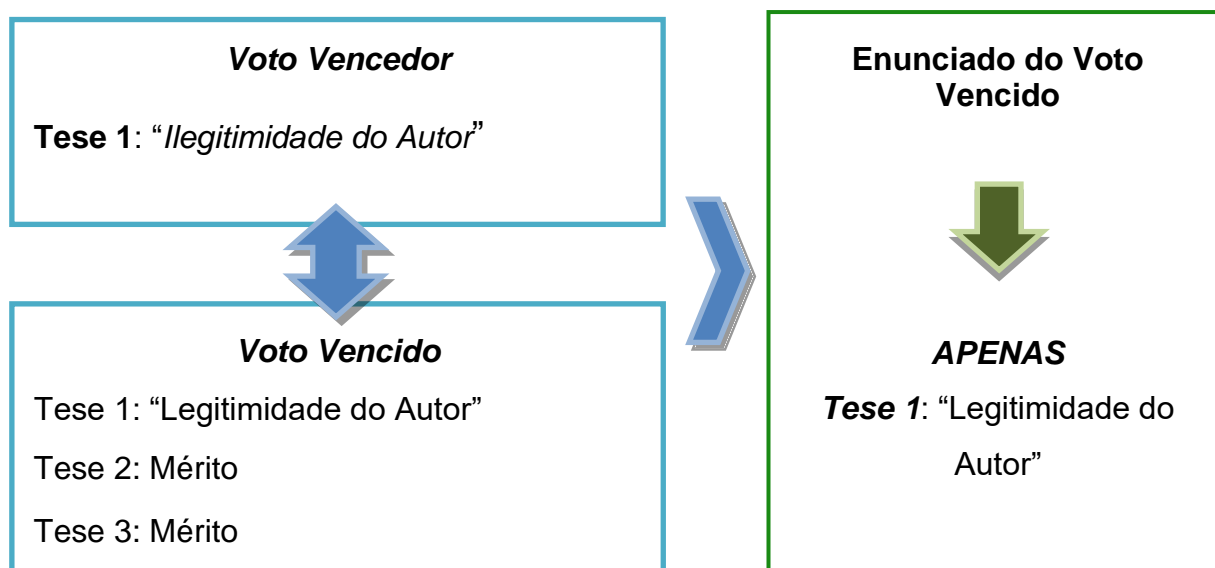 Voto Vencedor
Tese 1: “Ilegitimidade do Autor”
Voto Vencido
Tese 1: “Legitimidade do Autor”
Tese 2: Mérito
Tese 3: Mérito
Enunciado do Voto
Vencido
APENAS
Tese 1: “Legitimidade do
Autor”